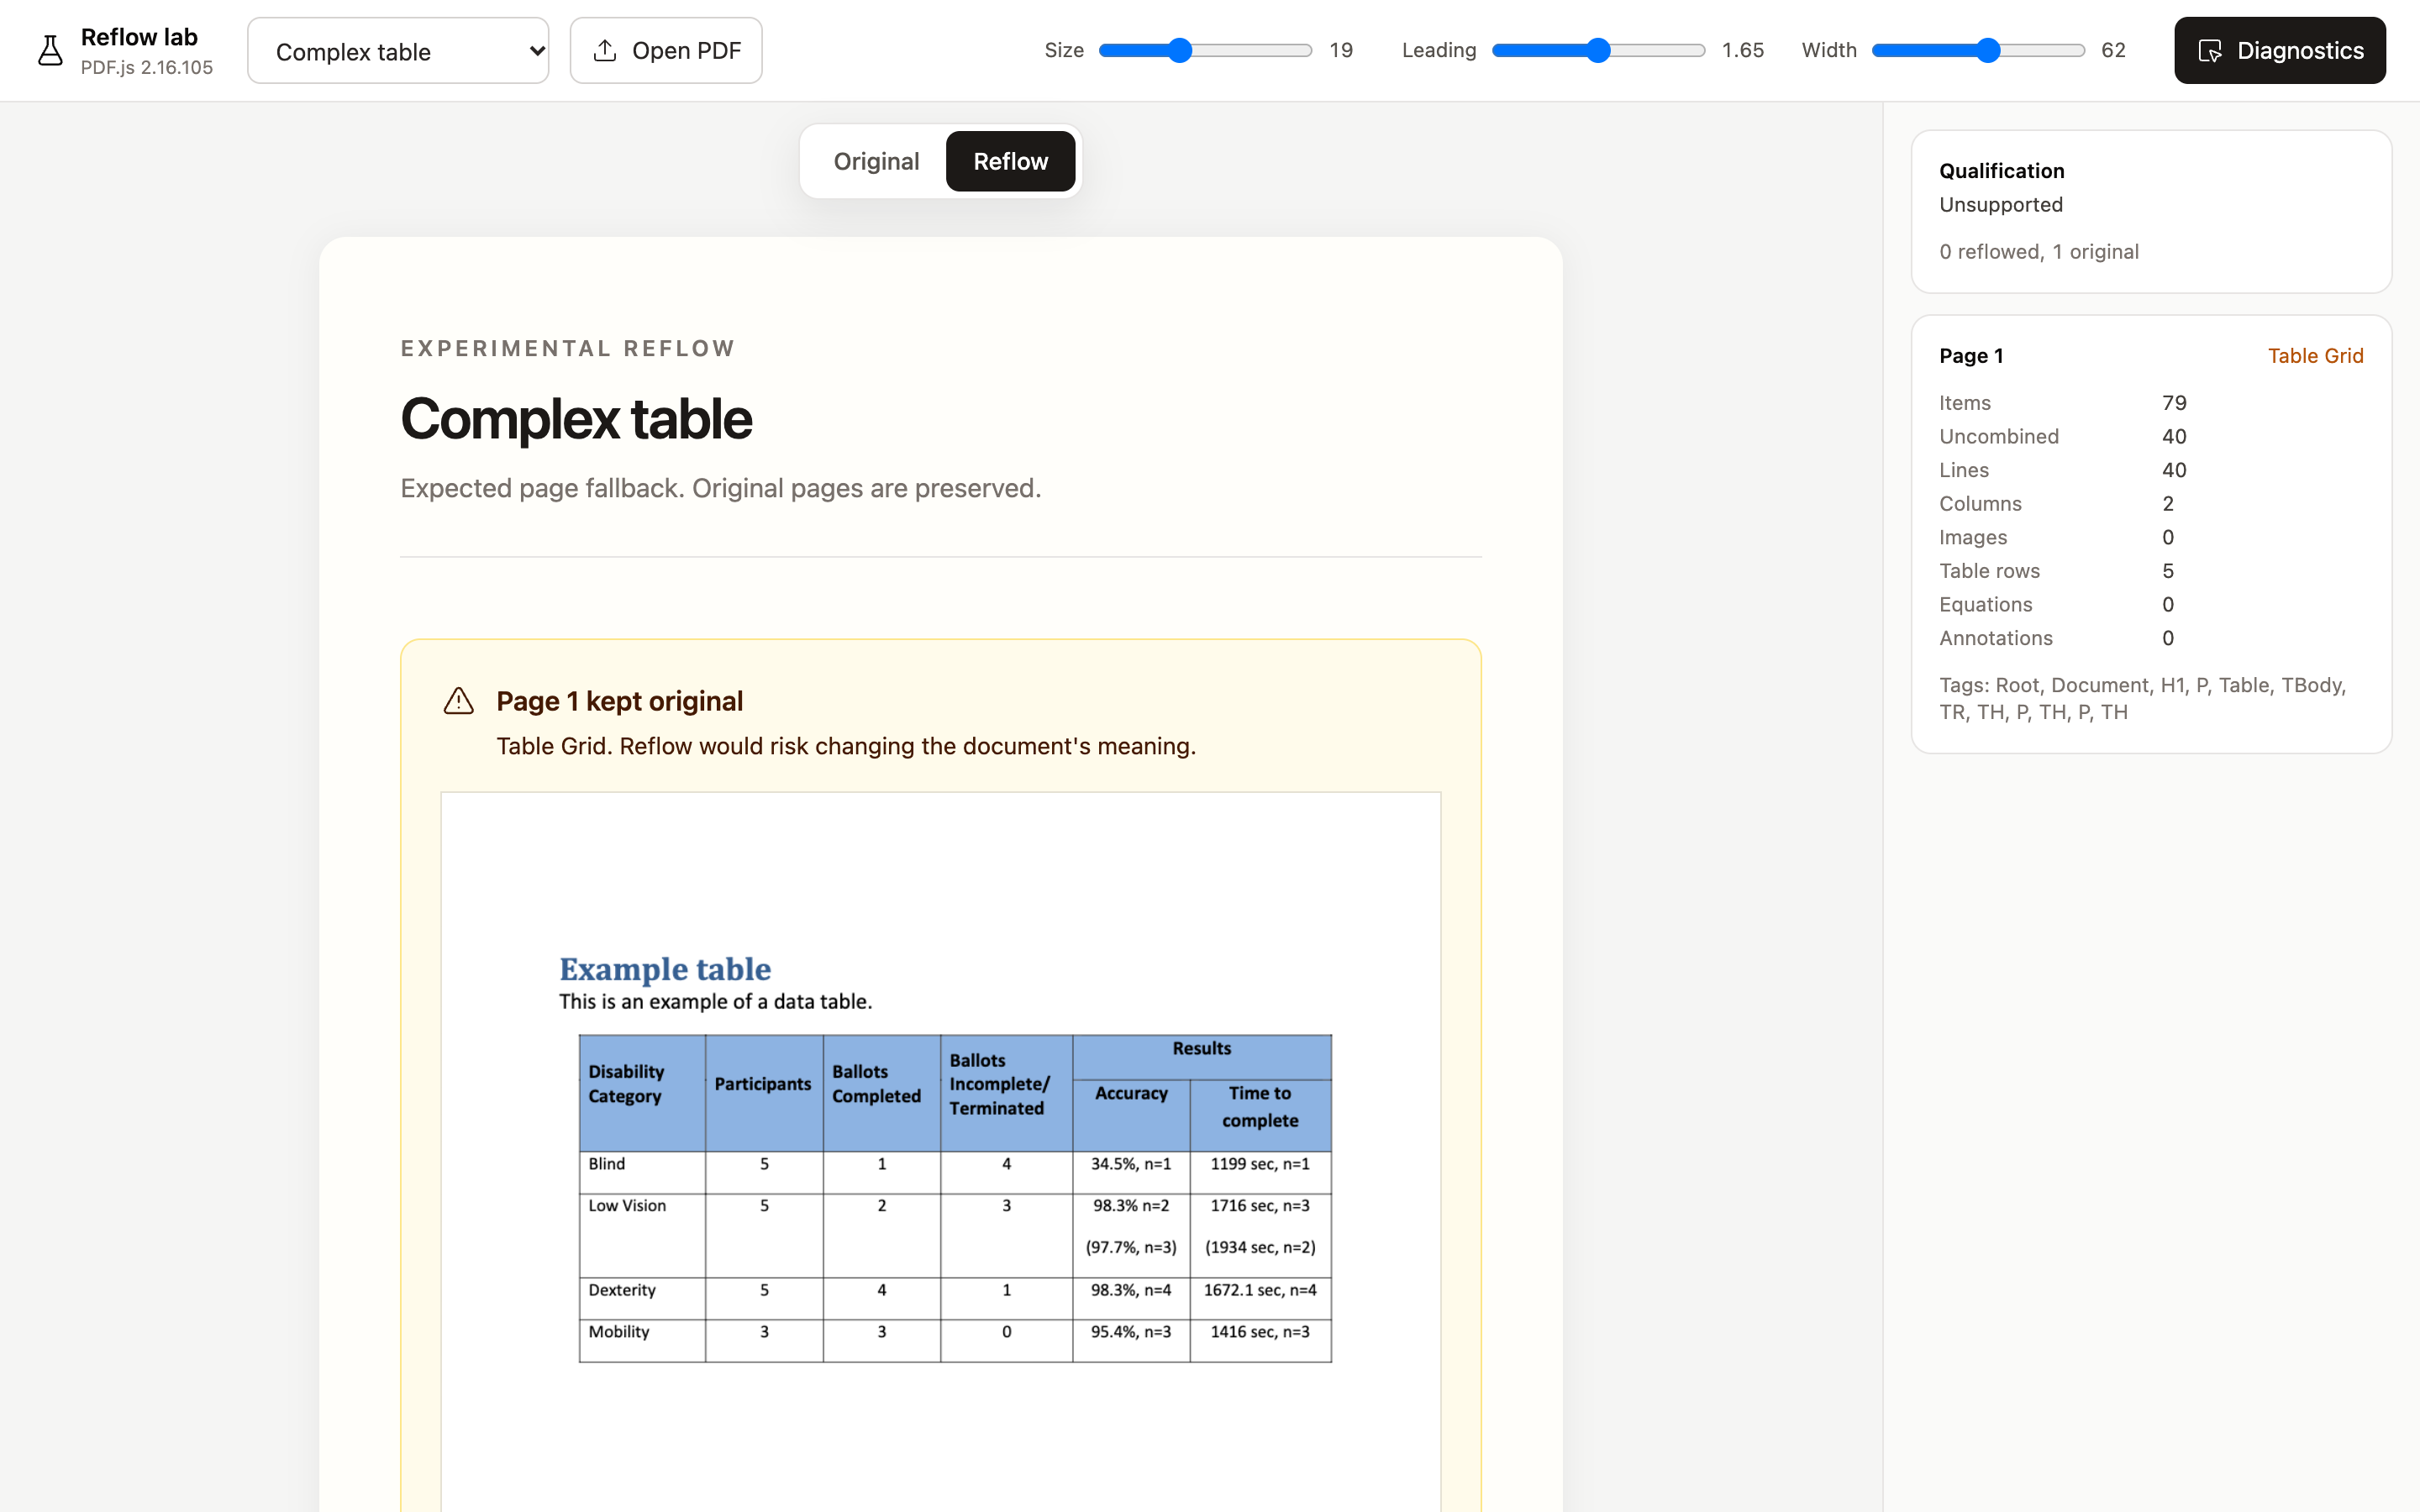 Reflow lab
PDF.js 2.16.105
Complex table
Open PDF
Size 19
Leading 1.65
Width 62
Diagnostics
Original
Reflow
EXPERIMENTAL REFLOW
Complex table
Expected page fallback. Original pages are preserved.
Page 1 kept original
Table Grid. Reflow would risk changing the document's meaning.
Example table
This is an example of a data table.
Disability
Category
Participants
Ballots
Completed
Ballots
Incomplete/
Terminated
Results
Accuracy
Time to
complete
Blind 5 1 4 34.5%, n=1 1199 sec, n=1
Low Vision 5 2 3 98.3% n=2 1716 sec, n=3
(97.7%, n=3) (1934 sec, n=2)
Dexterity 5 4 1 98.3%, n=4 1672.1 sec, n=4
Mobility 3 3 0 95.4%, n=3 1416 sec, n=3
Qualification
Unsupported
0 reflowed, 1 original
Page 1 Table Grid
Items 79
Uncombined 40
Lines 40
Columns 2
Images 0
Table rows 5
Equations 0
Annotations 0
Tags: Root, Document, H1, P, Table, TBody,
TR, TH, P, TH, P, TH